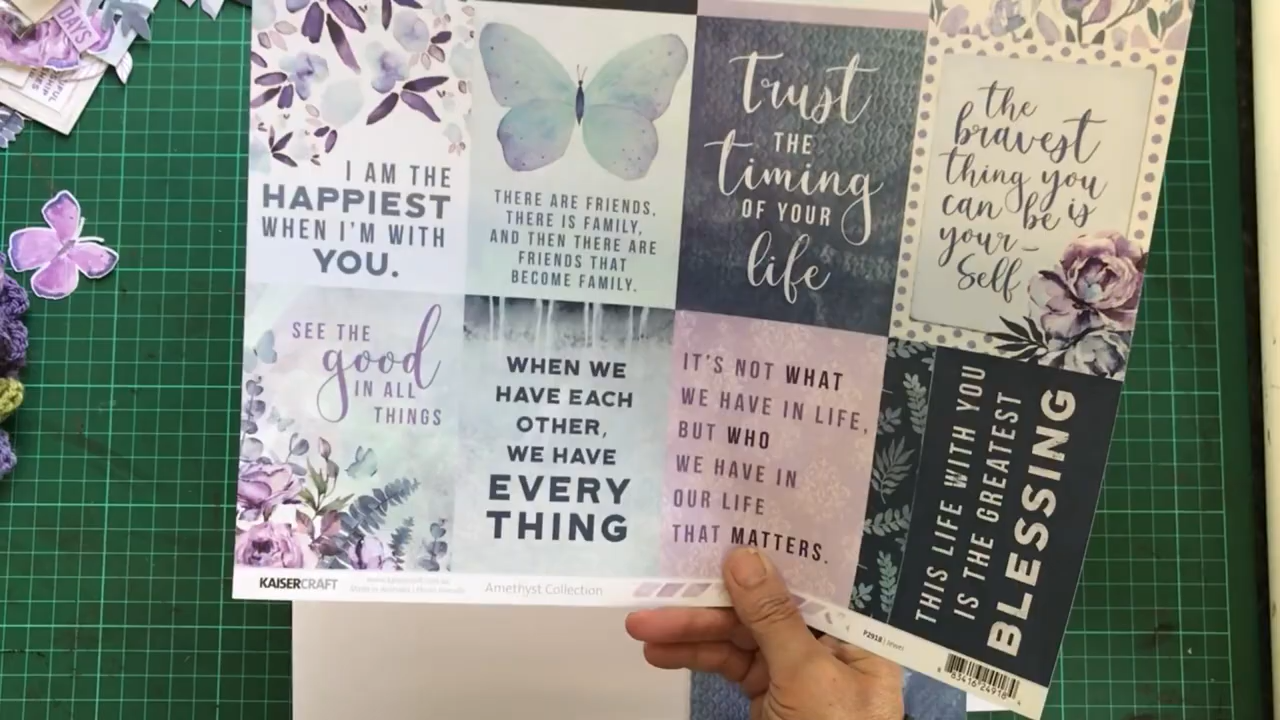 DAYS
I AM THE
HAPPIEST
WHEN I'M WITH
YOU.
THERE ARE FRIENDS,
THERE IS FAMILY,
AND THEN THERE ARE
FRIENDS THAT
BECOME FAMILY.
trust
THE
timing
OF YOUR
life
the
bravest
thing you
can be is
your-
Self
SEE THE
good
IN ALL
THINGS
WHEN WE
HAVE EACH
OTHER,
WE HAVE
EVERY
THING
IT'S NOT WHAT
WE HAVE IN LIFE,
BUT WHO
WE HAVE IN
OUR LIFE
THAT MATTERS.
THIS LIFE WITH YOU
IS THE GREATEST
BLESSING
KAISERCRAFT
Amethyst Collection
P2918 | Jewel